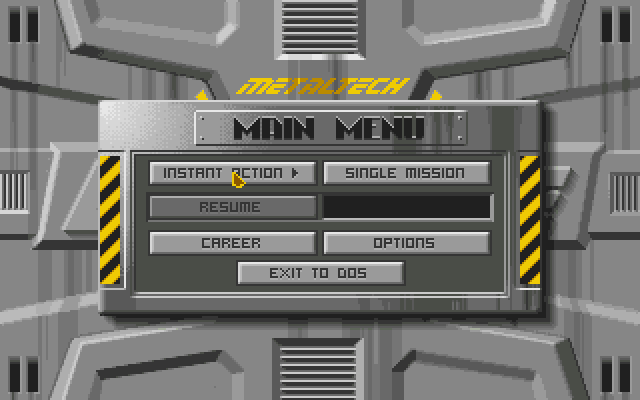 METALTECH
MAIN MENU
INSTANT ACTION SINGLE MISSION
RESUME
CAREER OPTIONS
EXIT TO DOS